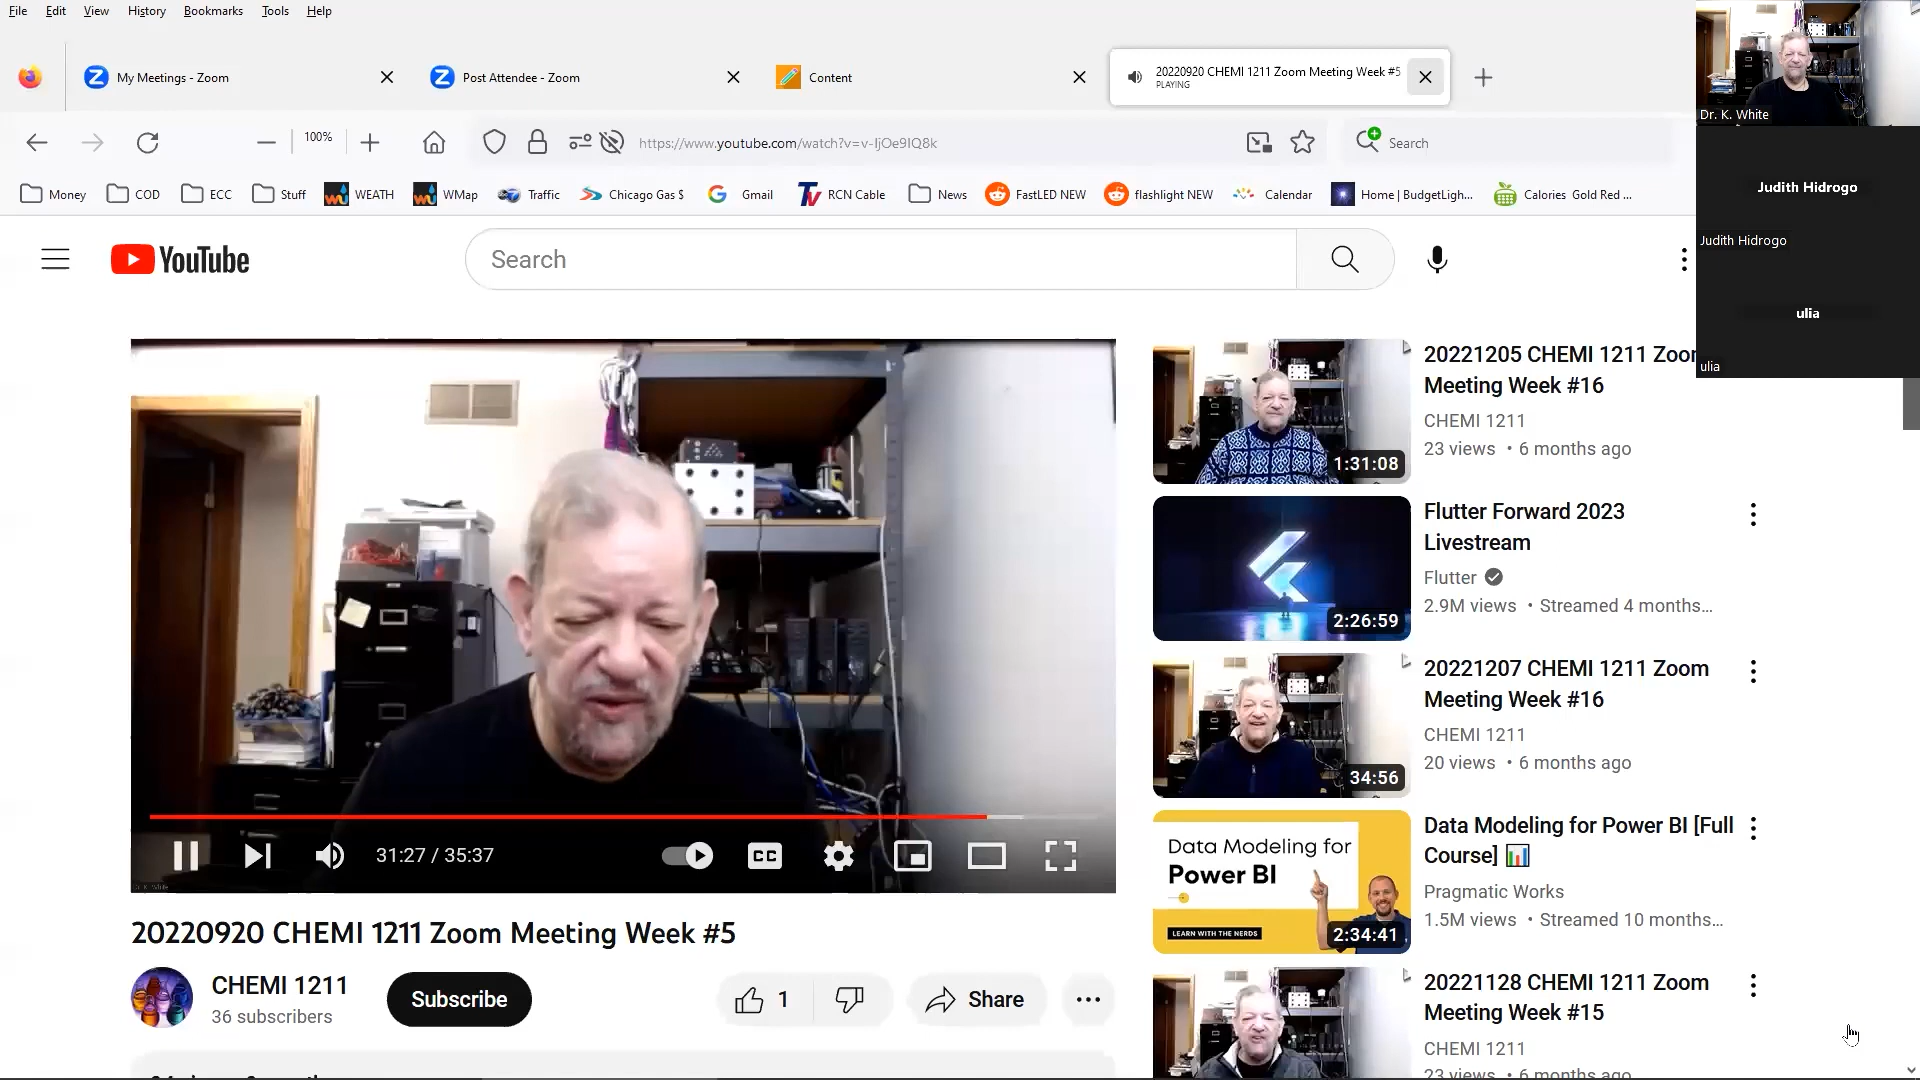 File Edit View History Bookmarks Tools Help
My Meetings - Zoom
Post Attendee - Zoom
Content
20220920 CHEMI 1211 Zoom Meeting Week #5
PLAYING
100%
https://www.youtube.com/watch?v=v-IjOe9IQ8k
Search
Money COD ECC Stuff WEATH WMap Traffic Chicago Gas $ Gmail RCN Cable News FastLED NEW flashlight NEW Calendar Home | BudgetLigh... Calories Gold Red ...
Dr. K. White
Judith Hidrogo
Judith Hidrogo
ulia
ulia
YouTube
Search
31:27 / 35:37
CC
20220920 CHEMI 1211 Zoom Meeting Week #5
CHEMI 1211
36 subscribers
Subscribe
1
Share
20221205 CHEMI 1211 Zoom
Meeting Week #16
CHEMI 1211
23 views • 6 months ago
1:31:08
Flutter Forward 2023
Livestream
Flutter
2.9M views • Streamed 4 months...
2:26:59
20221207 CHEMI 1211 Zoom
Meeting Week #16
CHEMI 1211
20 views • 6 months ago
34:56
Data Modeling for
Power BI
LEARN WITH THE NERDS
2:34:41
Data Modeling for Power BI [Full
Course]
Pragmatic Works
1.5M views • Streamed 10 months...
20221128 CHEMI 1211 Zoom
Meeting Week #15
CHEMI 1211
23 views • 6 months ago